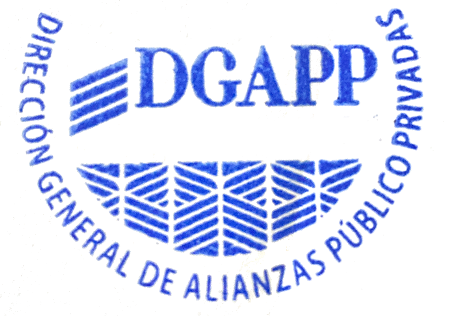 DGAPP
DIRECCIÓN GENERAL DE ALIANZAS PÚBLICO PRIVADAS